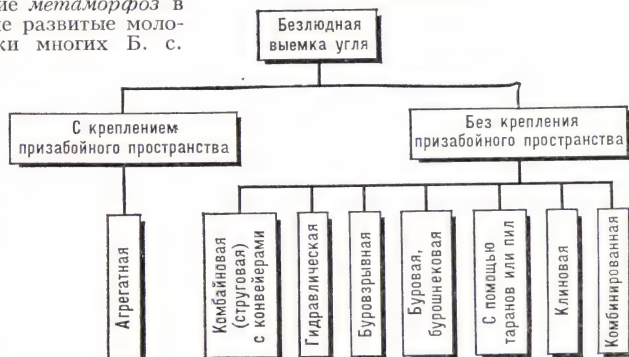 ние метаморфоз в
е развитые моло-
ки многих Б. с.
Безлюдная
выемка угля
С креплением
призабойного пространства
Без крепления
призабойного пространства
Агрегатная
Комбайновая
(струговая)
с конвейерами
Гидравлическая
Буровзрывная
Буровая,
бурошнековая
С помощью
таранов или пил
Клиновая
Комбинированная